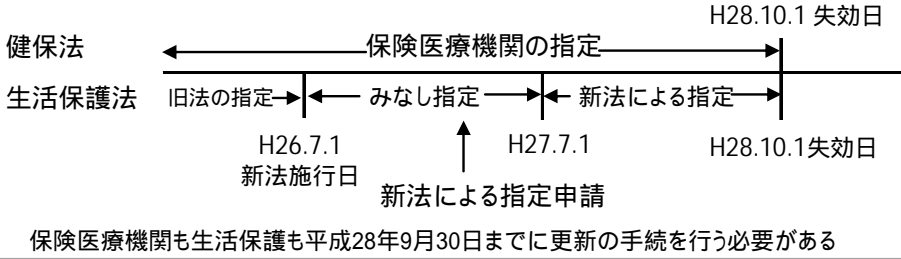 H28.10.1 失効日
健保法 保険医療機関の指定
生活保護法 旧法の指定 みなし指定 新法による指定
H26.7.1 H27.7.1 H28.10.1失効日
新法施行日
新法による指定申請
保険医療機関も生活保護も平成28年9月30日までに更新の手続を行う必要がある